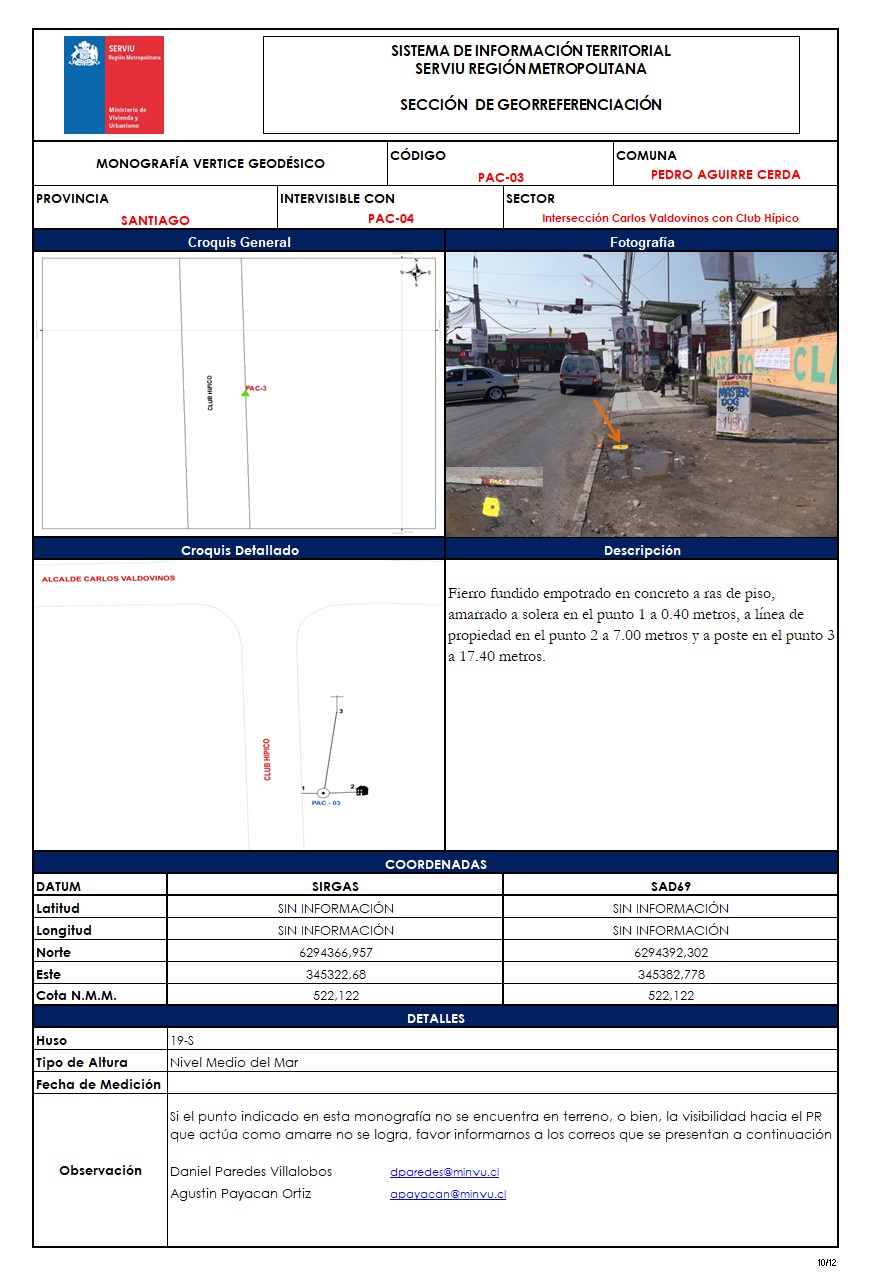 SERVIU
Región Metropolitana
Ministerio de
Vivienda y
Urbanismo
SISTEMA DE INFORMACIÓN TERRITORIAL
SERVIU REGIÓN METROPOLITANA
SECCIÓN DE GEORREFERENCIACIÓN
MONOGRAFÍA VERTICE GEODÉSICO
CÓDIGO
PAC-03
COMUNA
PEDRO AGUIRRE CERDA
PROVINCIA
SANTIAGO
INTERVISIBLE CON
PAC-04
SECTOR
Intersección Carlos Valdovinos con Club Hípico
Croquis General
Fotografía
N
W E
S
CLUB HIPICO
PAC-3
MASTER
DOG
18
14500
CLA
Croquis Detallado
Descripción
ALCALDE CARLOS VALDOVINOS
CLUB HIPICO
3
1
2
PAC - 03
Fierro fundido empotrado en concreto a ras de piso,
amarrado a solera en el punto 1 a 0.40 metros, a línea de
propiedad en el punto 2 a 7.00 metros y a poste en el punto 3
a 17.40 metros.
COORDENADAS
DATUM SIRGAS SAD69
Latitud SIN INFORMACIÓN SIN INFORMACIÓN
Longitud SIN INFORMACIÓN SIN INFORMACIÓN
Norte 6294366,957 6294392,302
Este 345322,68 345382,778
Cota N.M.M. 522,122 522,122
DETALLES
Huso 19-S
Tipo de Altura Nivel Medio del Mar
Fecha de Medición
Observación
Si el punto indicado en esta monografía no se encuentra en terreno, o bien, la visibilidad hacia el PR
que actúa como amarre no se logra, favor informarnos a los correos que se presentan a continuación
Daniel Paredes Villalobos dparedes@minvu.cl
Agustin Payacan Ortiz apayacan@minvu.cl
10/12